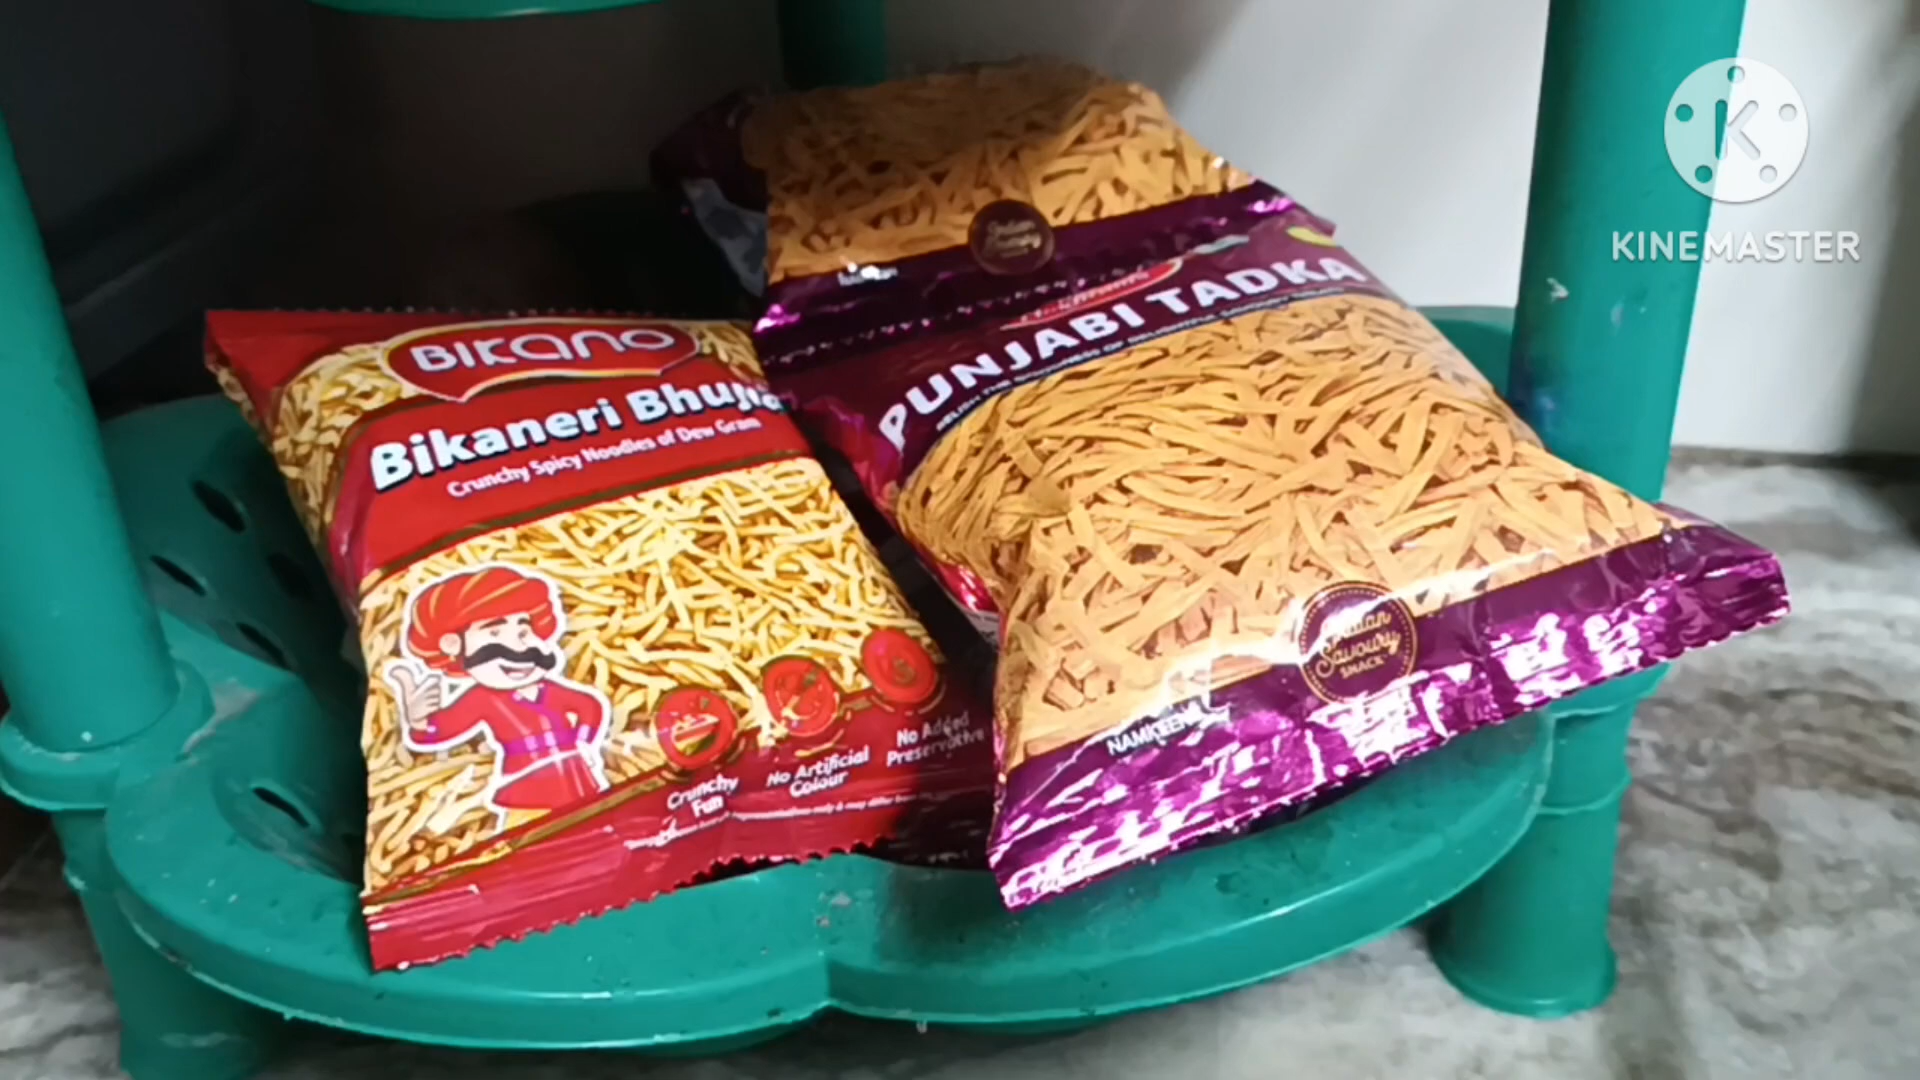 BIKANO
Bikaneri Bhujia
Crunchy Spicy Noodles of Dew Gram
Crunchy
Fun
No Artificial
Colour
No Added
Preservative
PUNJABI TADKA
Indian
Savoury
SNACK
NAMKEEN
KINEMASTER